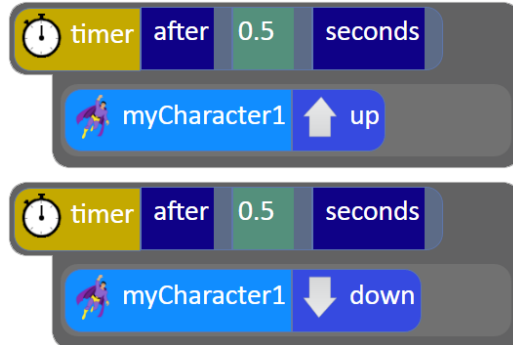 timer after 0.5 seconds
myCharacter1 up
timer after 0.5 seconds
myCharacter1 down